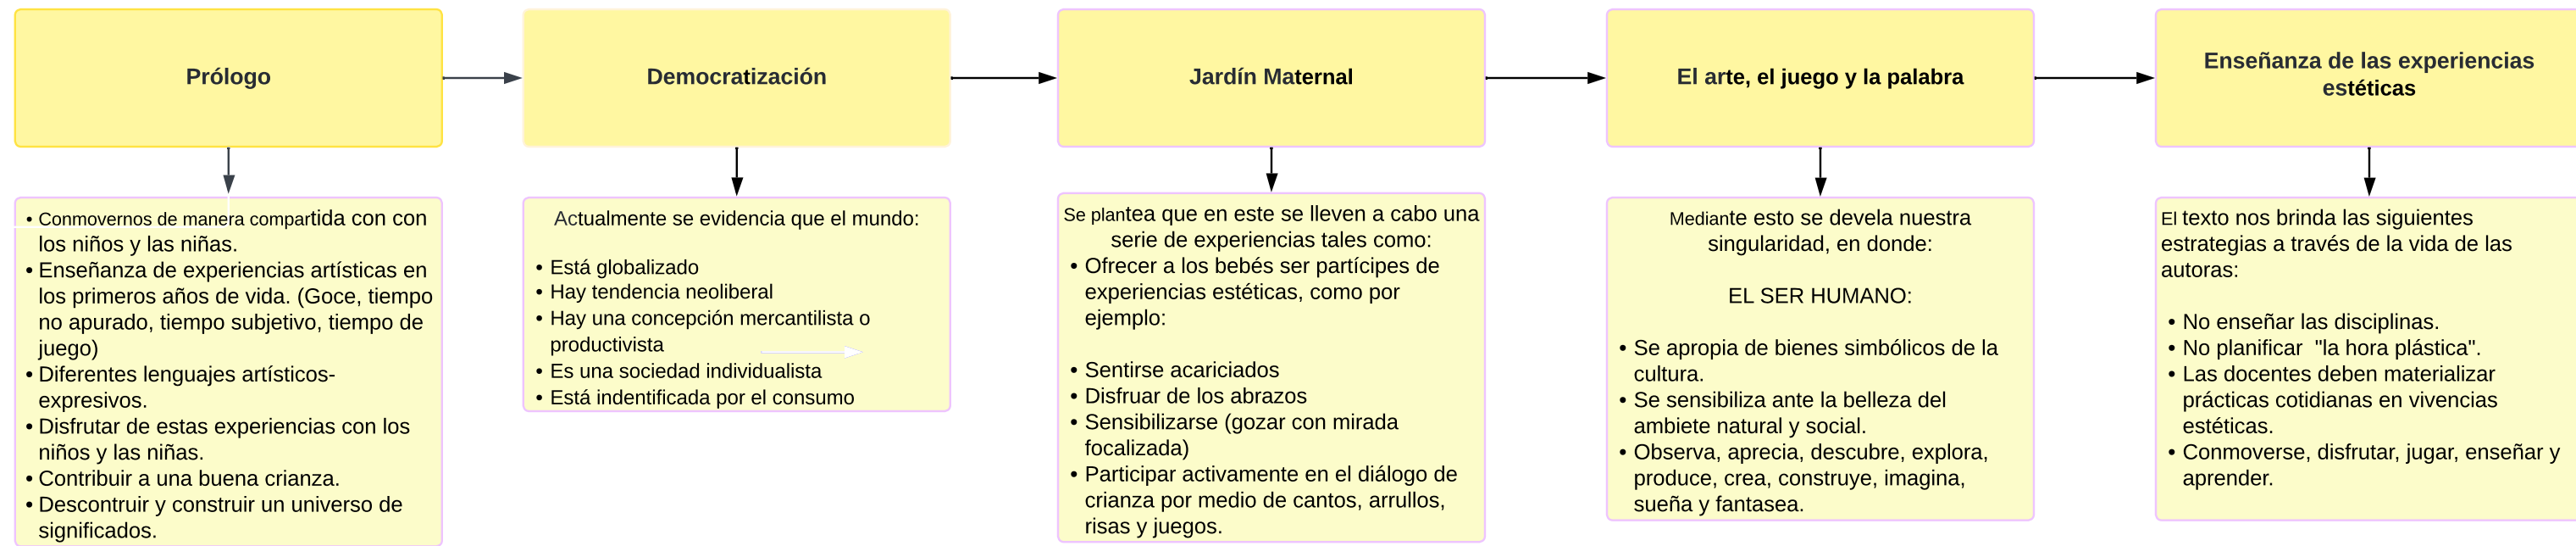 Prólogo
• Conmovernos de manera compartida con con
los niños y las niñas.
• Enseñanza de experiencias artísticas en
los primeros años de vida. (Goce, tiempo
no apurado, tiempo subjetivo, tiempo de
juego)
• Diferentes lenguajes artísticos-
expresivos.
• Disfrutar de estas experiencias con los
niños y las niñas.
• Contribuir a una buena crianza.
• Descontruir y construir un universo de
significados.
Democratización
Actualmente se evidencia que el mundo:
• Está globalizado
• Hay tendencia neoliberal
• Hay una concepción mercantilista o
productivista
• Es una sociedad individualista
• Está indentificada por el consumo
Jardín Maternal
Se plantea que en este se lleven a cabo una
serie de experiencias tales como:
• Ofrecer a los bebés ser partícipes de
experiencias estéticas, como por
ejemplo:
• Sentirse acariciados
• Disfruar de los abrazos
• Sensibilizarse (gozar con mirada
focalizada)
• Participar activamente en el diálogo de
crianza por medio de cantos, arrullos,
risas y juegos.
El arte, el juego y la palabra
Mediante esto se devela nuestra
singularidad, en donde:
EL SER HUMANO:
• Se apropia de bienes simbólicos de la
cultura.
• Se sensibiliza ante la belleza del
ambiete natural y social.
• Observa, aprecia, descubre, explora,
produce, crea, construye, imagina,
sueña y fantasea.
Enseñanza de las experiencias
estéticas
El texto nos brinda las siguientes
estrategias a través de la vida de las
autoras:
• No enseñar las disciplinas.
• No planificar  "la hora plástica".
• Las docentes deben materializar
prácticas cotidianas en vivencias
estéticas.
• Conmoverse, disfrutar, jugar, enseñar y
aprender.